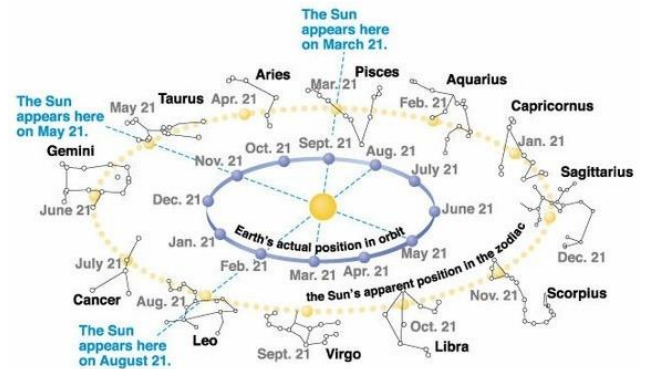 The Sun
appears here
on March 21.
Aries
Pisces
Aquarius
Mar. 21
The Sun
appears here
on May 21.
May 21
Taurus
Apr. 21
Feb. 21
Capricornus
Gemini
Oct. 21
Sept. 21
Aug. 21
Jan. 21
Nov. 21
July 21
Sagittarius
June 21
Dec. 21
June 21
Earth's actual position in orbit
Jan. 21
May 21
Dec. 21
July 21
Feb. 21
Mar. 21
Apr. 21
the Sun's apparent position in the zodiac
Cancer
Aug. 21
Nov. 21
Scorpius
The Sun
appears here
on August 21.
Leo
Sept. 21
Virgo
Oct. 21
Libra